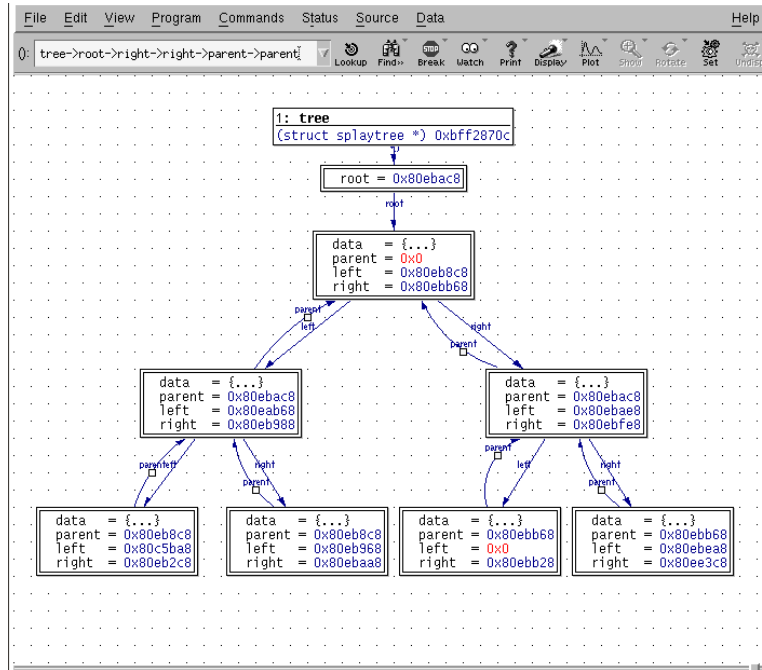 File Edit View Program Commands Status Source Data Help
(): tree->root->right->right->parent->parent
Lookup Find» Break Watch Print Display Plot Show Rotate Set Undisp
1: tree
(struct splaytree *) 0xbff2870c
root = 0x80ebac8
root
data = {...}
parent = 0x0
left = 0x80eb8c8
right = 0x80ebb68
parent
left
right
parent
data = {...}
parent = 0x80ebac8
left = 0x80eab68
right = 0x80eb988
data = {...}
parent = 0x80ebac8
left = 0x80ebae8
right = 0x80ebfe8
parent left
right
parent
parent
left
right
parent
data = {...}
parent = 0x80eb8c8
left = 0x80c5ba8
right = 0x80eb2c8
data = {...}
parent = 0x80eb8c8
left = 0x80eb968
right = 0x80ebaa8
data = {...}
parent = 0x80ebb68
left = 0x0
right = 0x80ebb28
data = {...}
parent = 0x80ebb68
left = 0x80ebea8
right = 0x80ee3c8